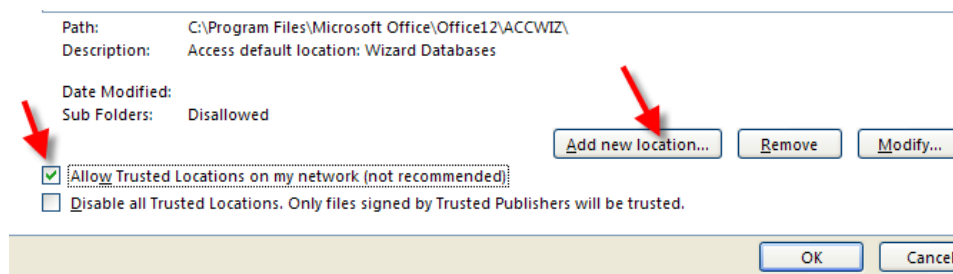 Path: C:\Program Files\Microsoft Office\Office12\ACCWIZ\
Description: Access default location: Wizard Databases
Date Modified:
Sub Folders: Disallowed
Add new location... Remove Modify...
Allow Trusted Locations on my network (not recommended)
Disable all Trusted Locations. Only files signed by Trusted Publishers will be trusted.
OK Cancel